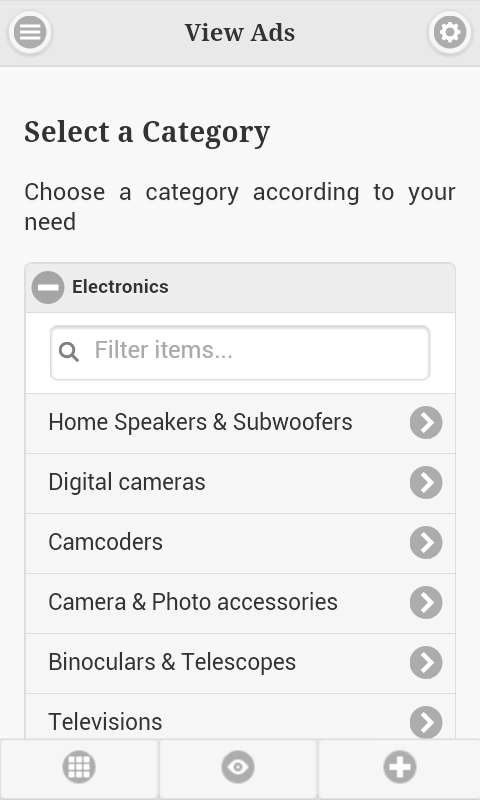 View Ads
Select a Category
Choose a category according to your
need
Electronics
Filter items...
Home Speakers & Subwoofers
Digital cameras
Camcoders
Camera & Photo accessories
Binoculars & Telescopes
Televisions